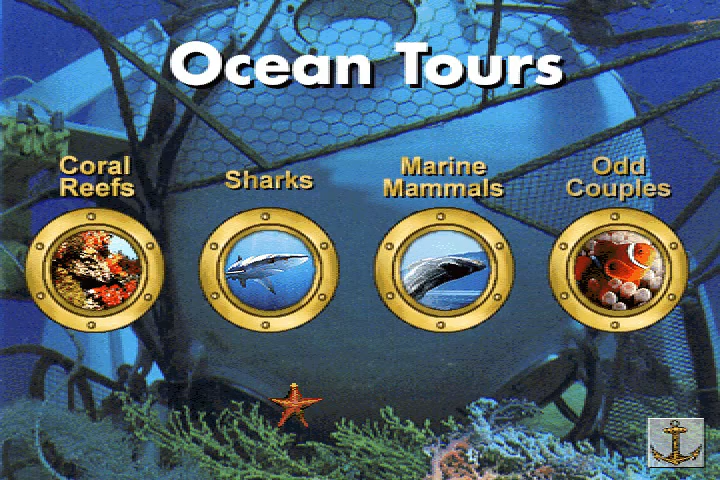 Ocean Tours
Coral
Reefs
Sharks
Marine
Mammals
Odd
Couples